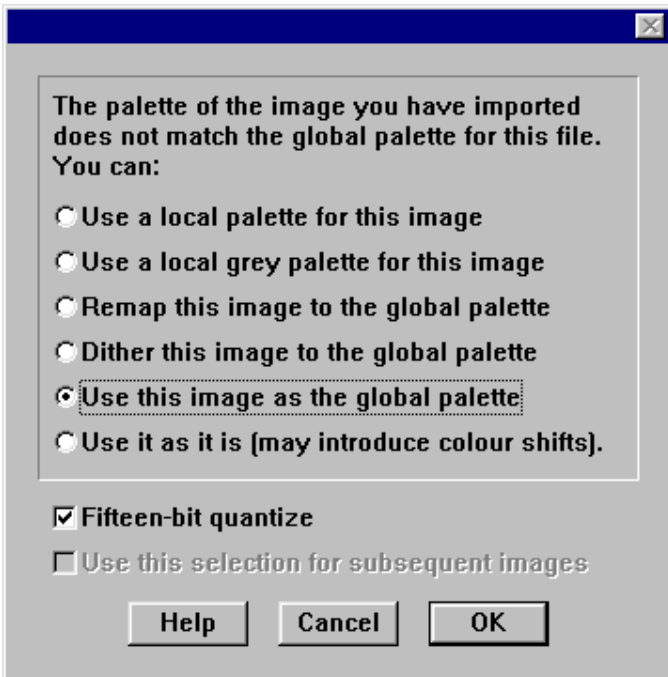 The palette of the image you have imported
does not match the global palette for this file.
You can:
Use a local palette for this image
Use a local grey palette for this image
Remap this image to the global palette
Dither this image to the global palette
Use this image as the global palette
Use it as it is (may introduce colour shifts).
Fifteen-bit quantize
Use this selection for subsequent images
Help Cancel OK